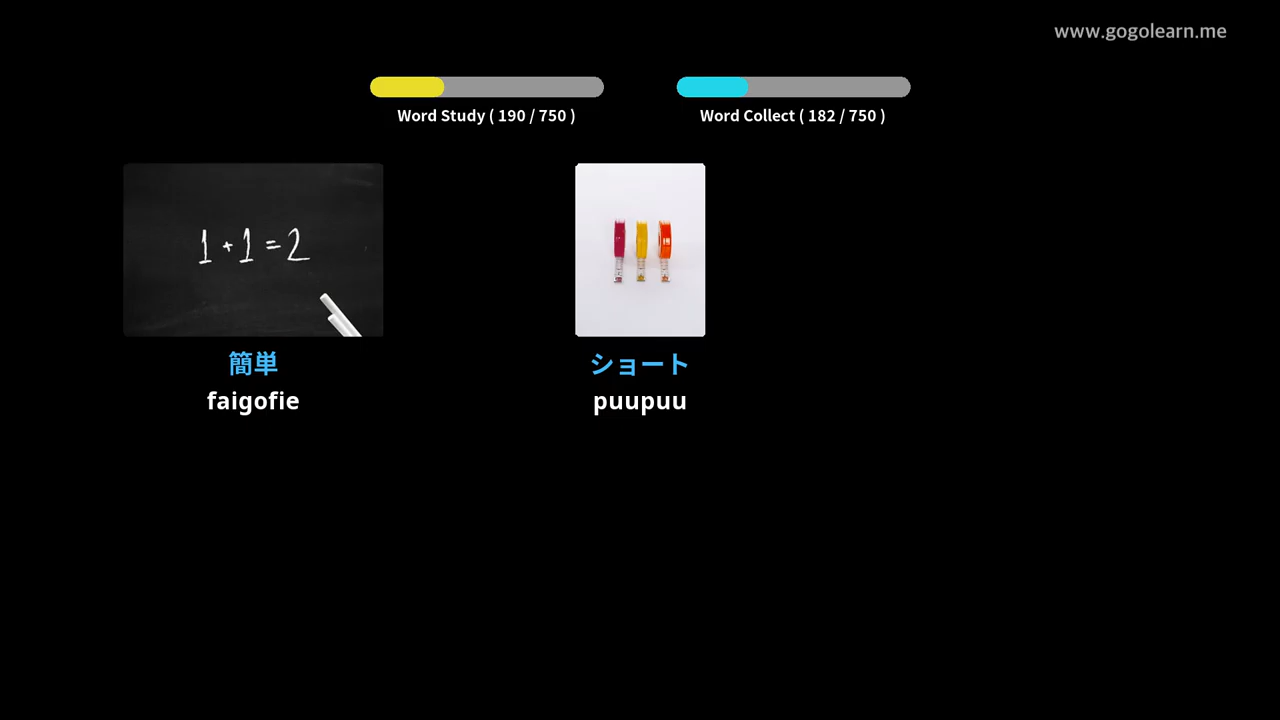 www.gogolearn.me
Word Study ( 190 / 750 )
Word Collect ( 182 / 750 )
1 + 1 = 2
簡単
faigofie
ショート
puupuu